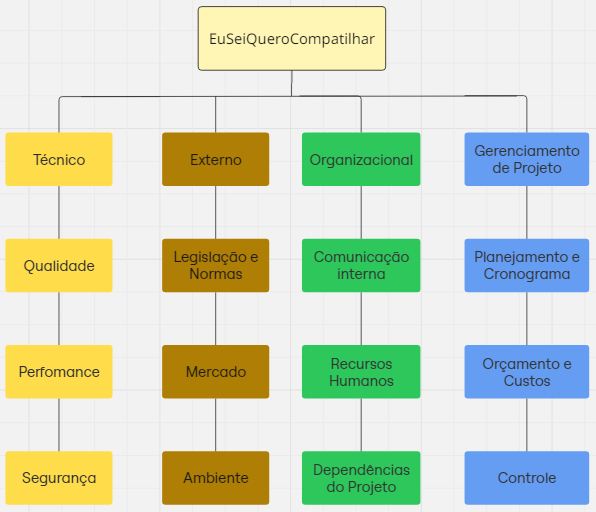 EuSeiQueroCompatilhar
Técnico
Externo
Organizacional
Gerenciamento
de Projeto
Qualidade
Legislação e
Normas
Comunicação
interna
Planejamento e
Cronograma
Perfomance
Mercado
Recursos
Humanos
Orçamento e
Custos
Segurança
Ambiente
Dependências
do Projeto
Controle